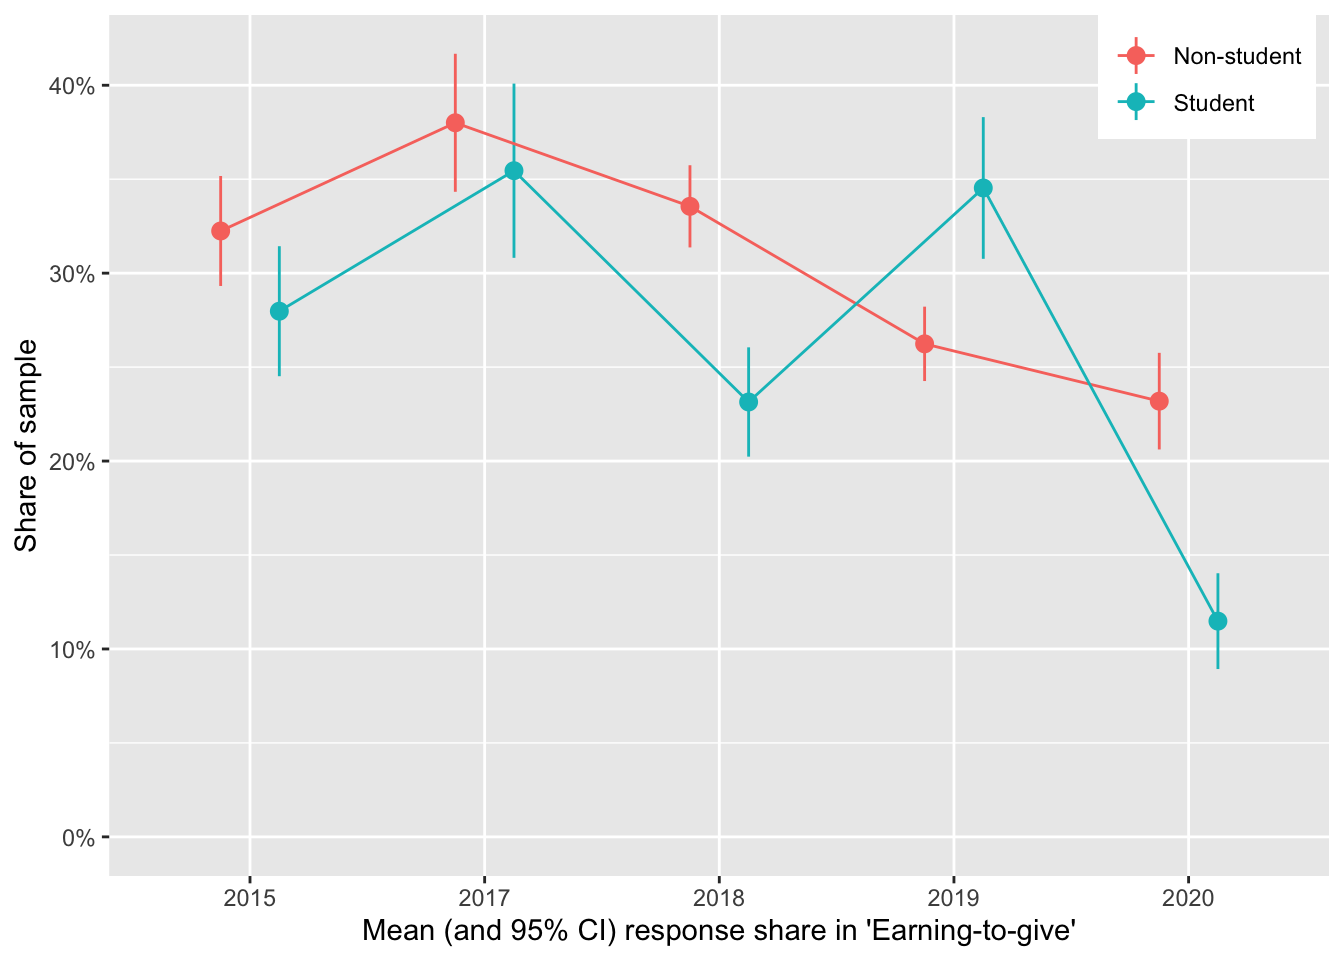 Non-student
Student
40%
30%
20%
10%
0%
Share of sample
2015 2017 2018 2019 2020
Mean (and 95% CI) response share in 'Earning-to-give'